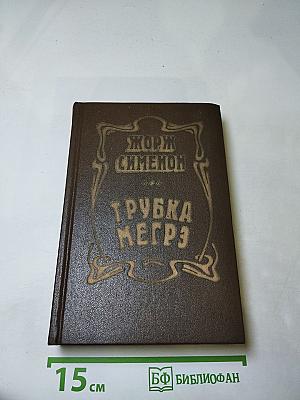 ЖОРЖ
СИМЕНОН
ТРУБКА
МЕГРЭ
15 см
БФ БИБЛИОФАН